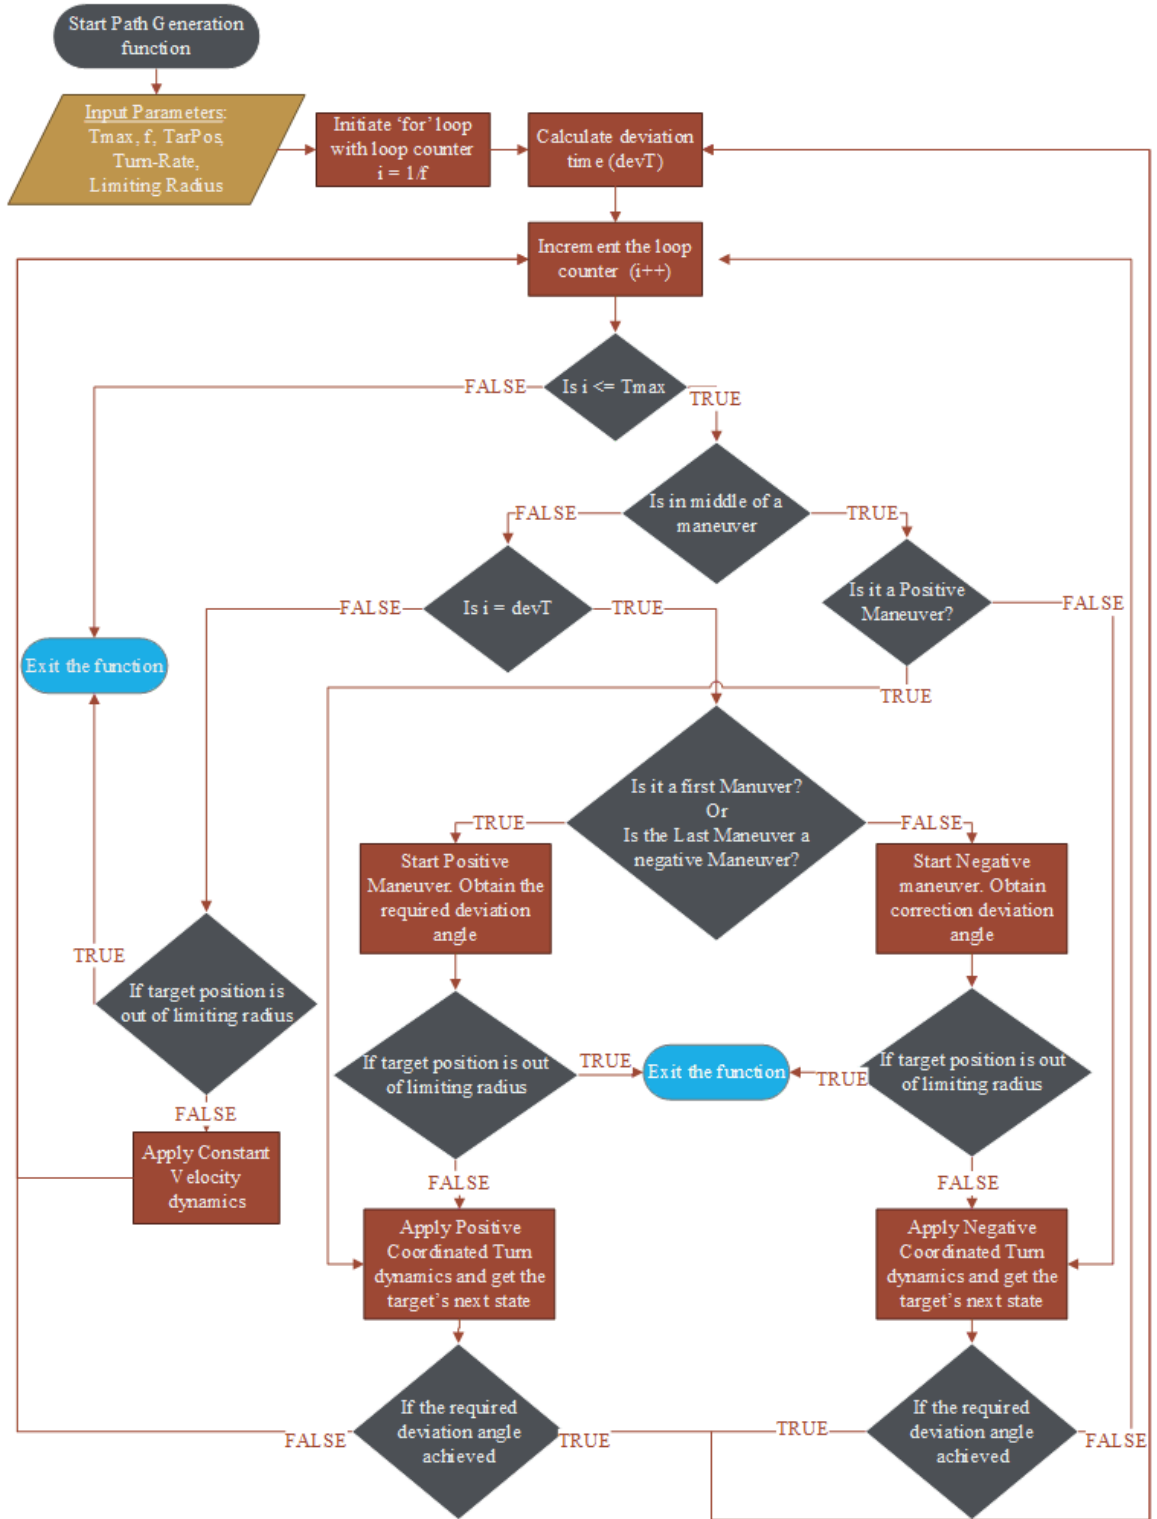 Start Path Generation
function
Input Parameters:
Tmax, f, TarPos,
Turn-Rate,
Limiting Radius
Initiate ‘for’ loop
with loop counter
i = 1/f
Calculate deviation
time (devT)
Increment the loop
counter (i++)
Is i <= Tmax
FALSE
TRUE
Is in middle of a
maneuver
FALSE
TRUE
Is i = devT
Is it a Positive
Maneuver?
FALSE
TRUE
FALSE
TRUE
Exit the function
Is it a first Manuver?
Or
Is the Last Maneuver a
negative Maneuver?
TRUE
FALSE
Start Positive
Maneuver. Obtain the
required deviation
angle
Start Negative
maneuver. Obtain
correction deviation
angle
TRUE
If target position is
out of limiting radius
If target position is out
of limiting radius
TRUE
Exit the function
TRUE
If target position is out
of limiting radius
FALSE
FALSE
FALSE
Apply Constant
Velocity
dynamics
Apply Positive
Coordinated Turn
dynamics and get the
target’s next state
Apply Negative
Coordinated Turn
dynamics and get the
target’s next state
If the required
deviation angle
achieved
FALSE
TRUE
If the required
deviation angle
achieved
TRUE
FALSE